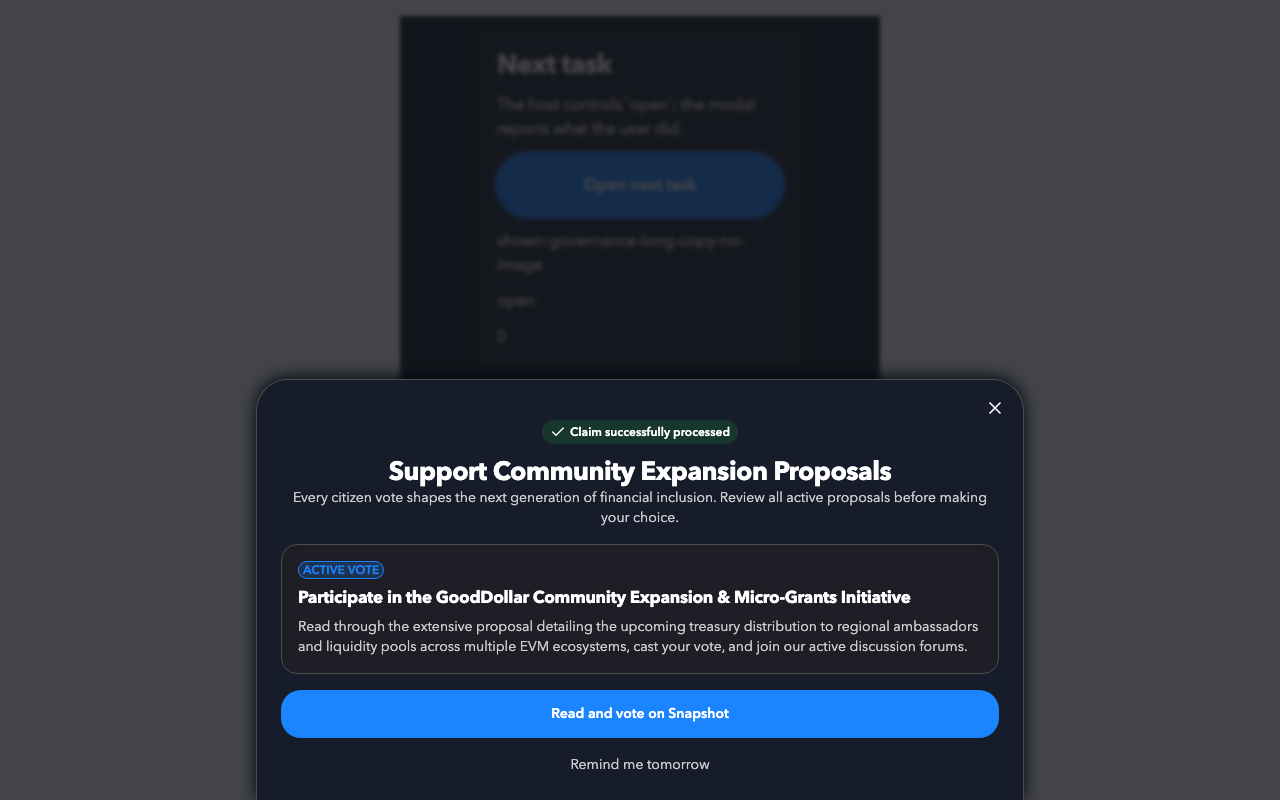 Next task
The host controls `open`; the modal
reports what the user did.
Open next task
shown:governance-long-copy-no-
image
open
0
Claim successfully processed
Support Community Expansion Proposals
Every citizen vote shapes the next generation of financial inclusion. Review all active proposals before making
your choice.
ACTIVE VOTE
Participate in the GoodDollar Community Expansion & Micro-Grants Initiative
Read through the extensive proposal detailing the upcoming treasury distribution to regional ambassadors
and liquidity pools across multiple EVM ecosystems, cast your vote, and join our active discussion forums.
Read and vote on Snapshot
Remind me tomorrow